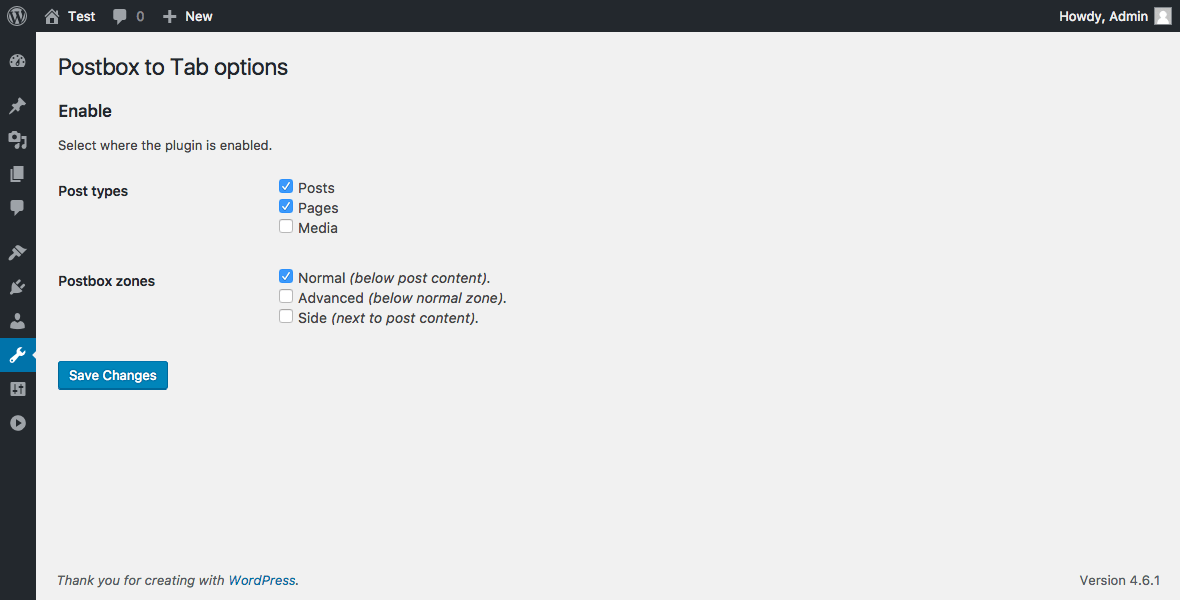 Test 0 New Howdy, Admin
Postbox to Tab options
Enable
Select where the plugin is enabled.
Post types
Posts
Pages
Media
Postbox zones
Normal (below post content).
Advanced (below normal zone).
Side (next to post content).
Save Changes
Thank you for creating with WordPress. Version 4.6.1